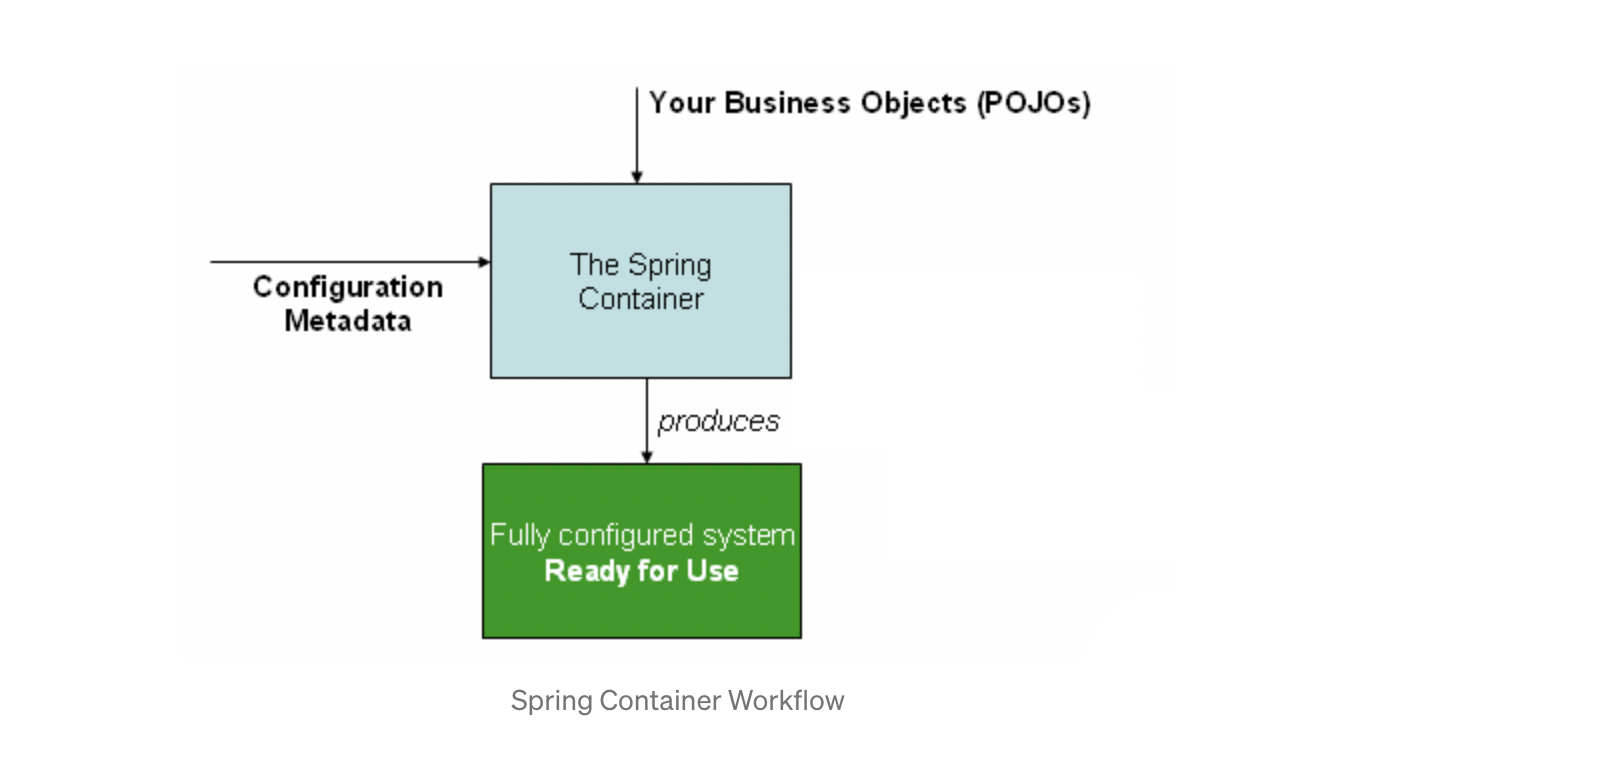 Your Business Objects (POJOs)
The Spring
Container
Configuration
Metadata
produces
Fully configured system
Ready for Use
Spring Container Workflow